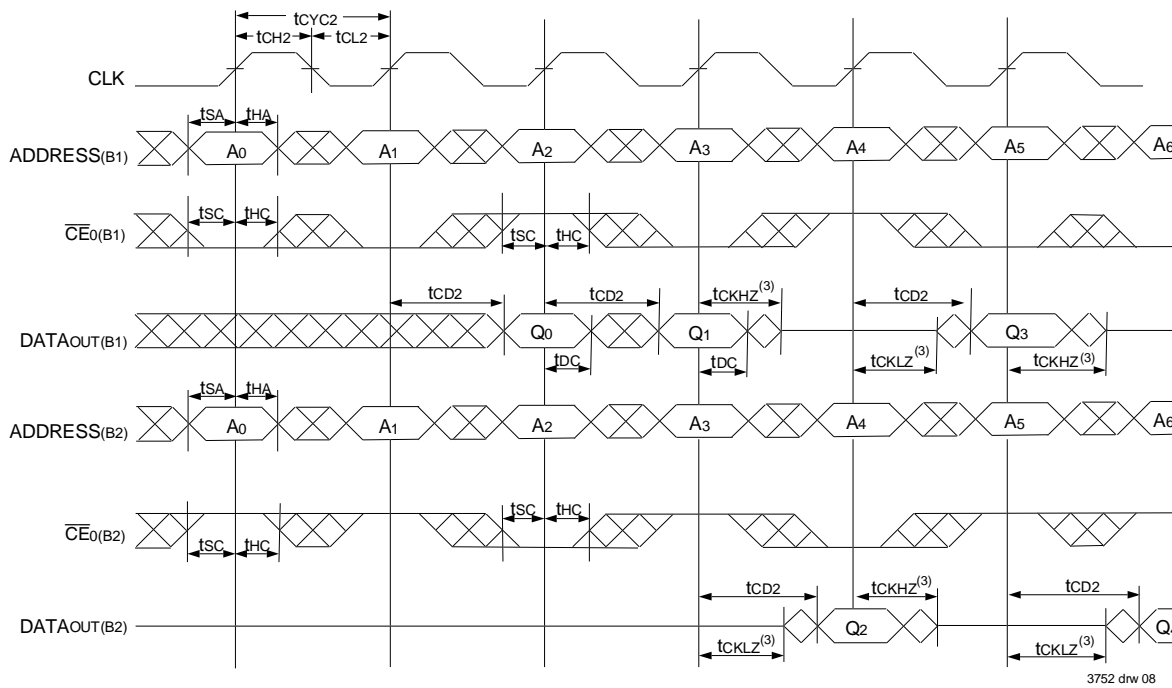 tCYC2
tCH2 tCL2
CLK
tSA tHA
ADDRESS(B1) A0 A1 A2 A3 A4 A5 A6
tSC tHC
CE0(B1)
tSC tHC
tCD2 tCD2 tCKHZ(3) tCD2
DATAOUT(B1) Q0 Q1 Q3
tDC tDC tCKLZ(3) tCKHZ(3)
tSA tHA
ADDRESS(B2) A0 A1 A2 A3 A4 A5 A6
tSC tHC
CE0(B2)
tSC tHC
tCD2 tCKHZ(3) tCD2
DATAOUT(B2) Q2
tCKLZ(3) tCKLZ(3)
3752 drw 08